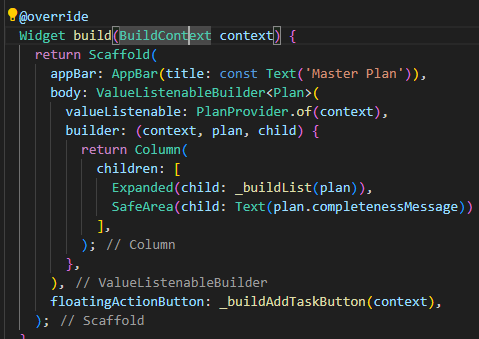 @override
Widget build(BuildContext context) {
  return Scaffold(
    appBar: AppBar(title: const Text('Master Plan')),
    body: ValueListenableBuilder<Plan>(
      valueListenable: PlanProvider.of(context),
      builder: (context, plan, child) {
        return Column(
          children: [
            Expanded(child: _buildList(plan)),
            SafeArea(child: Text(plan.completenessMessage))
          ],
        ); // Column
      },
    ), // ValueListenableBuilder
    floatingActionButton: _buildAddTaskButton(context),
  ); // Scaffold
}